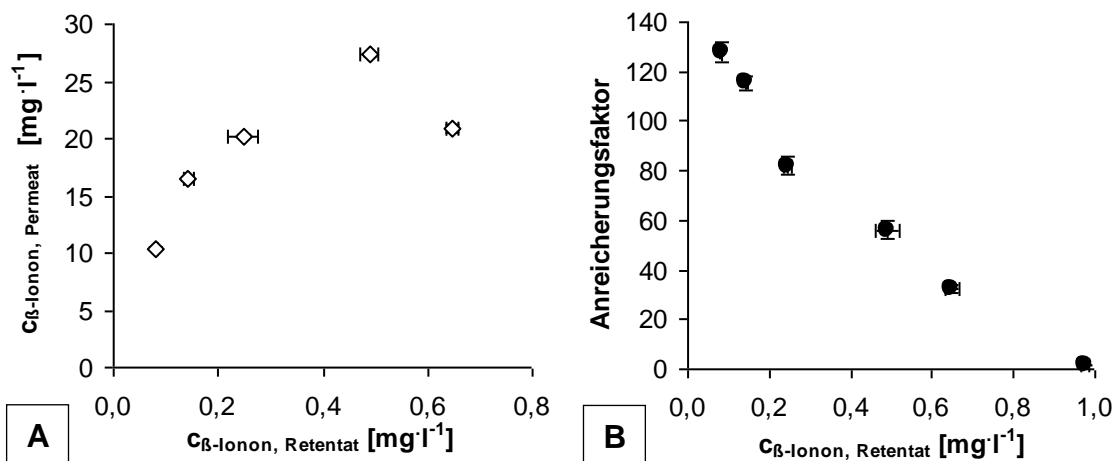 30
25
20
15
10
5
0
0,0 0,2 0,4 0,6 0,8
cß-Ionon, Permeat [mg·l-1]
cß-Ionon, Retentat [mg·l-1]
A
140
120
100
80
60
40
20
0
0,0 0,2 0,4 0,6 0,8 1,0
Anreicherungsfaktor
cß-Ionon, Retentat [mg·l-1]
B